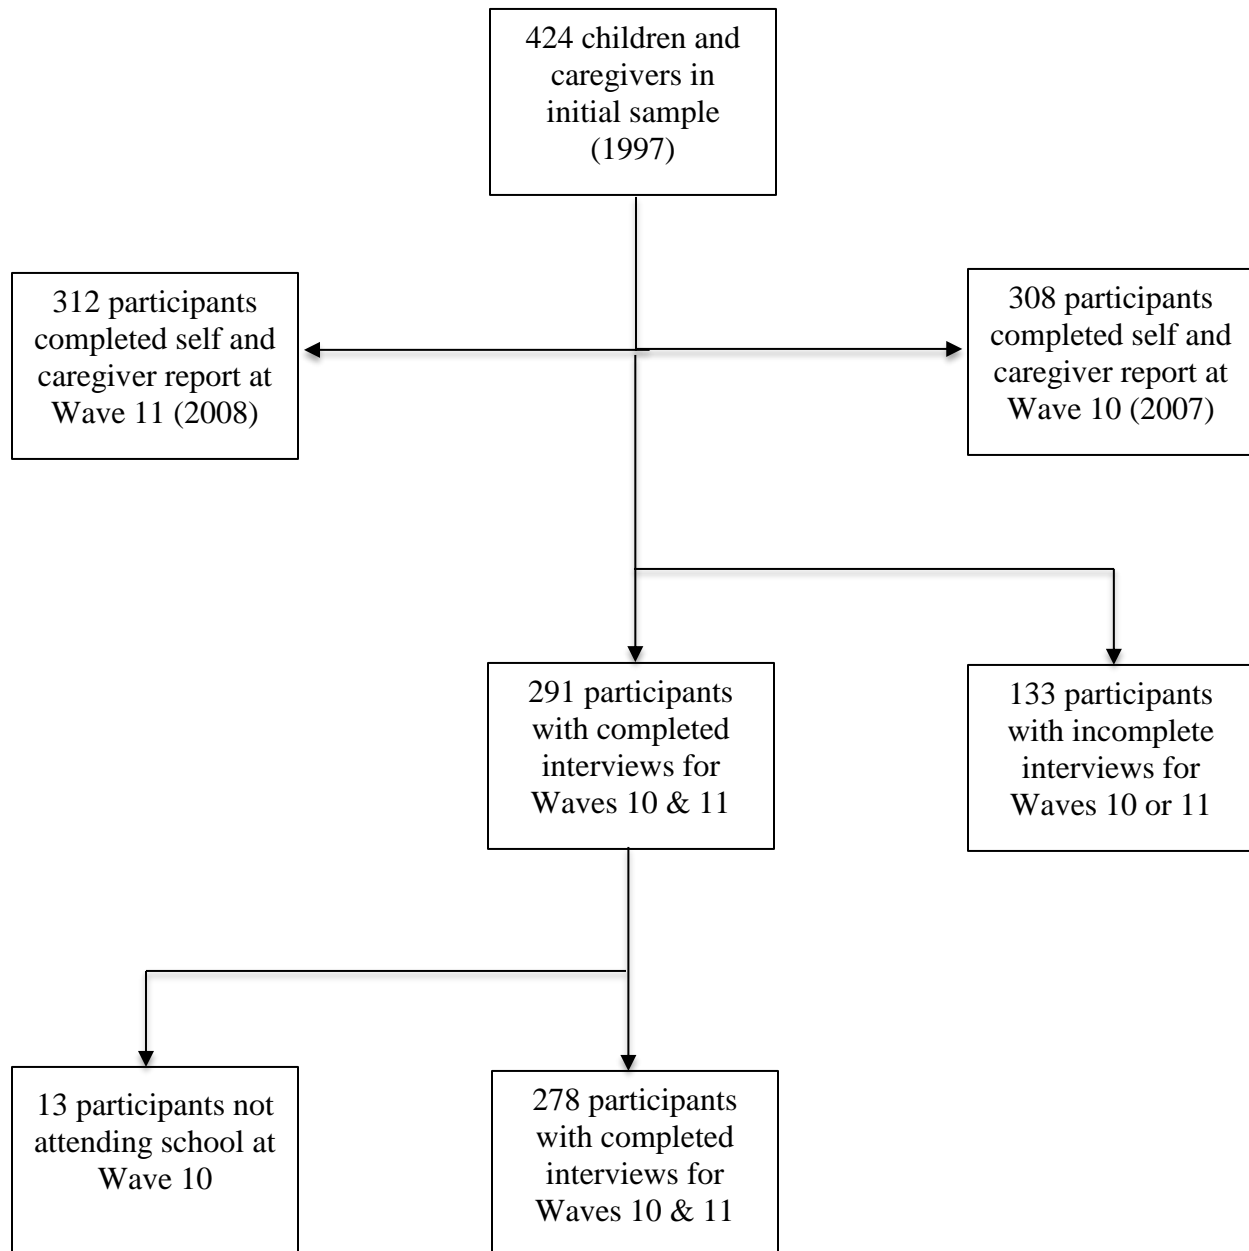 424 children and
caregivers in
initial sample
(1997)
312 participants
completed self and
caregiver report at
Wave 11 (2008)
308 participants
completed self and
caregiver report at
Wave 10 (2007)
291 participants
with completed
interviews for
Waves 10 & 11
133 participants
with incomplete
interviews for
Waves 10 or 11
13 participants not
attending school at
Wave 10
278 participants
with completed
interviews for
Waves 10 & 11